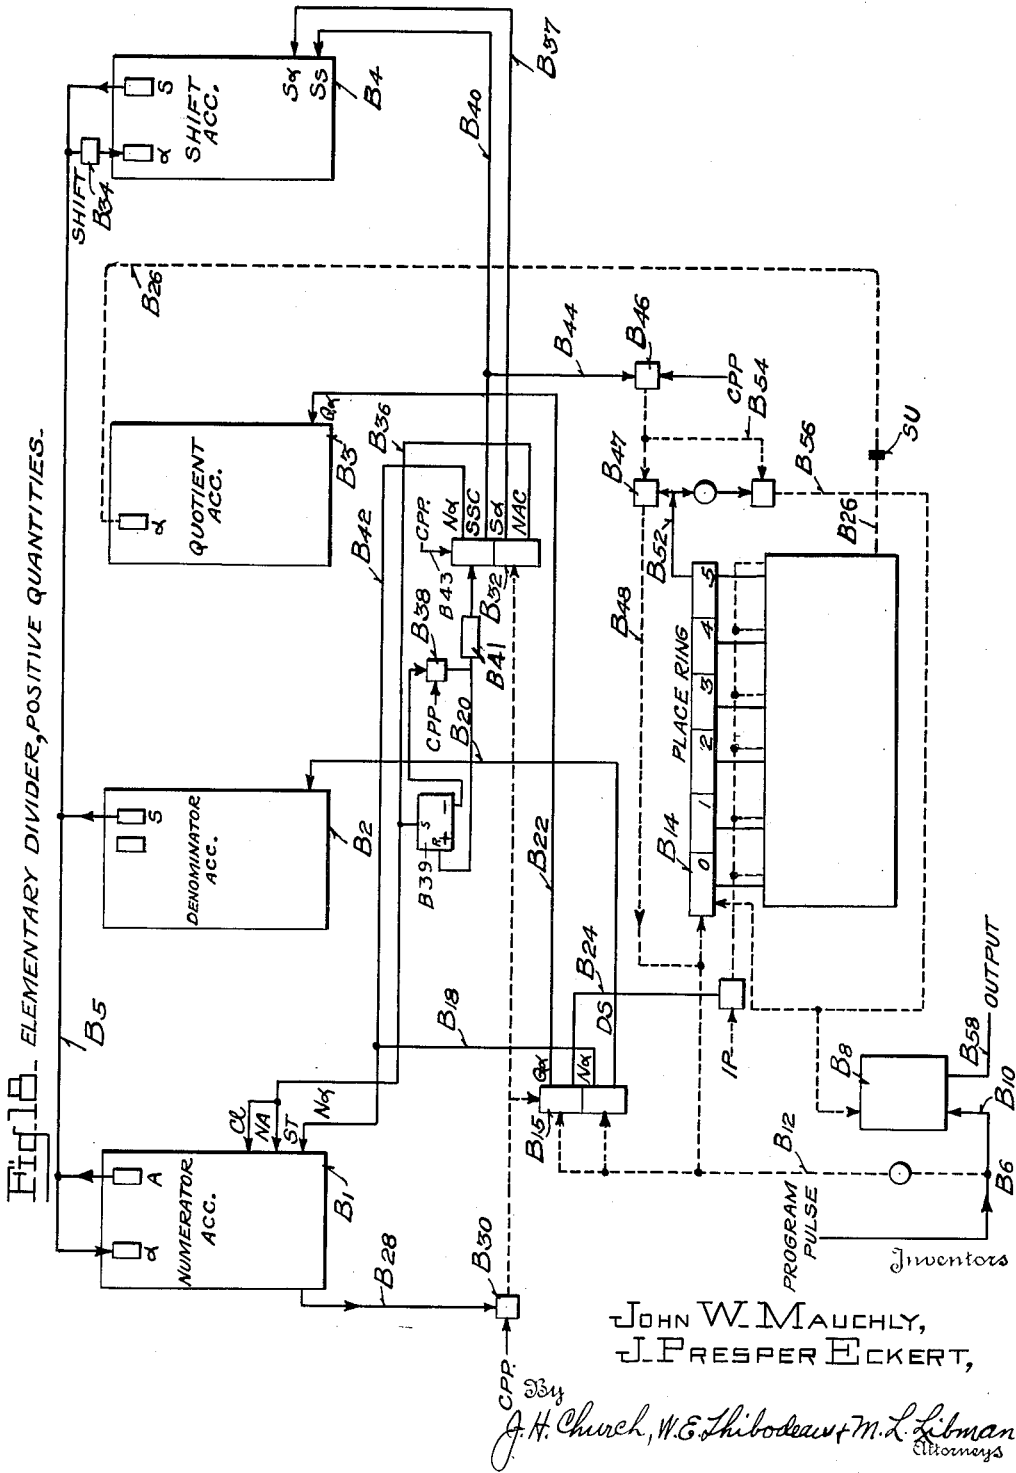 Fig. 1B_ ELEMENTARY DIVIDER, POSITIVE QUANTITIES.
B5
SHIFT
B34
S
α
SHIFT
ACC.
Sα
Ss
B4
B37
B40
B26
α
QUOTIENT
ACC.
Qα
B3
B36
B42
S
DENOMINATOR
ACC.
B2
A
α
NUMERATOR
ACC.
Cl
NA
ST
Nα
B1
B28
B30
CPP.
B18
CPP.
B43
Nα
SSC
Sα
NAC
B32
B38
CPP
B41
B20
B39
S
R
+
−
B22
B24
Qα
Nα
DS
B15
B44
B46
CPP
B54
B47
B52
B48
B56
SU
B26
PLACE RING
B14
0 1 2 3 4 5
IP
B8
B58
OUTPUT
B10
B12
B6
PROGRAM
PULSE
Inventors
JOHN W. MAUCHLY,
J. PRESPER ECKERT,
By
J. H. Church, W. E. Thibodeau & M. L. Libman
Attorneys